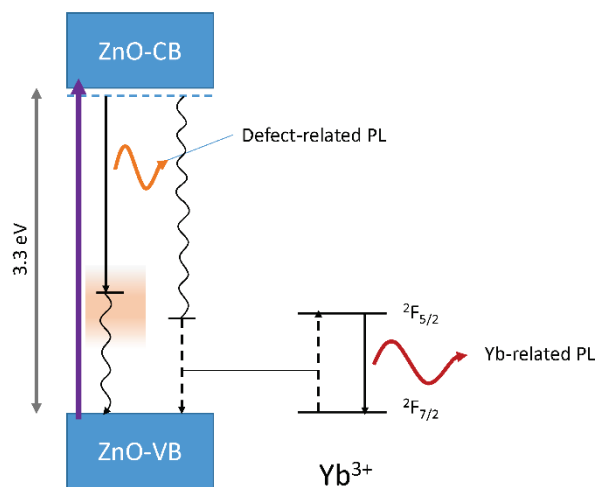 ZnO-CB
Defect-related PL
3.3 eV
²F₅/₂
Yb-related PL
²F₇/₂
ZnO-VB
Yb³⁺